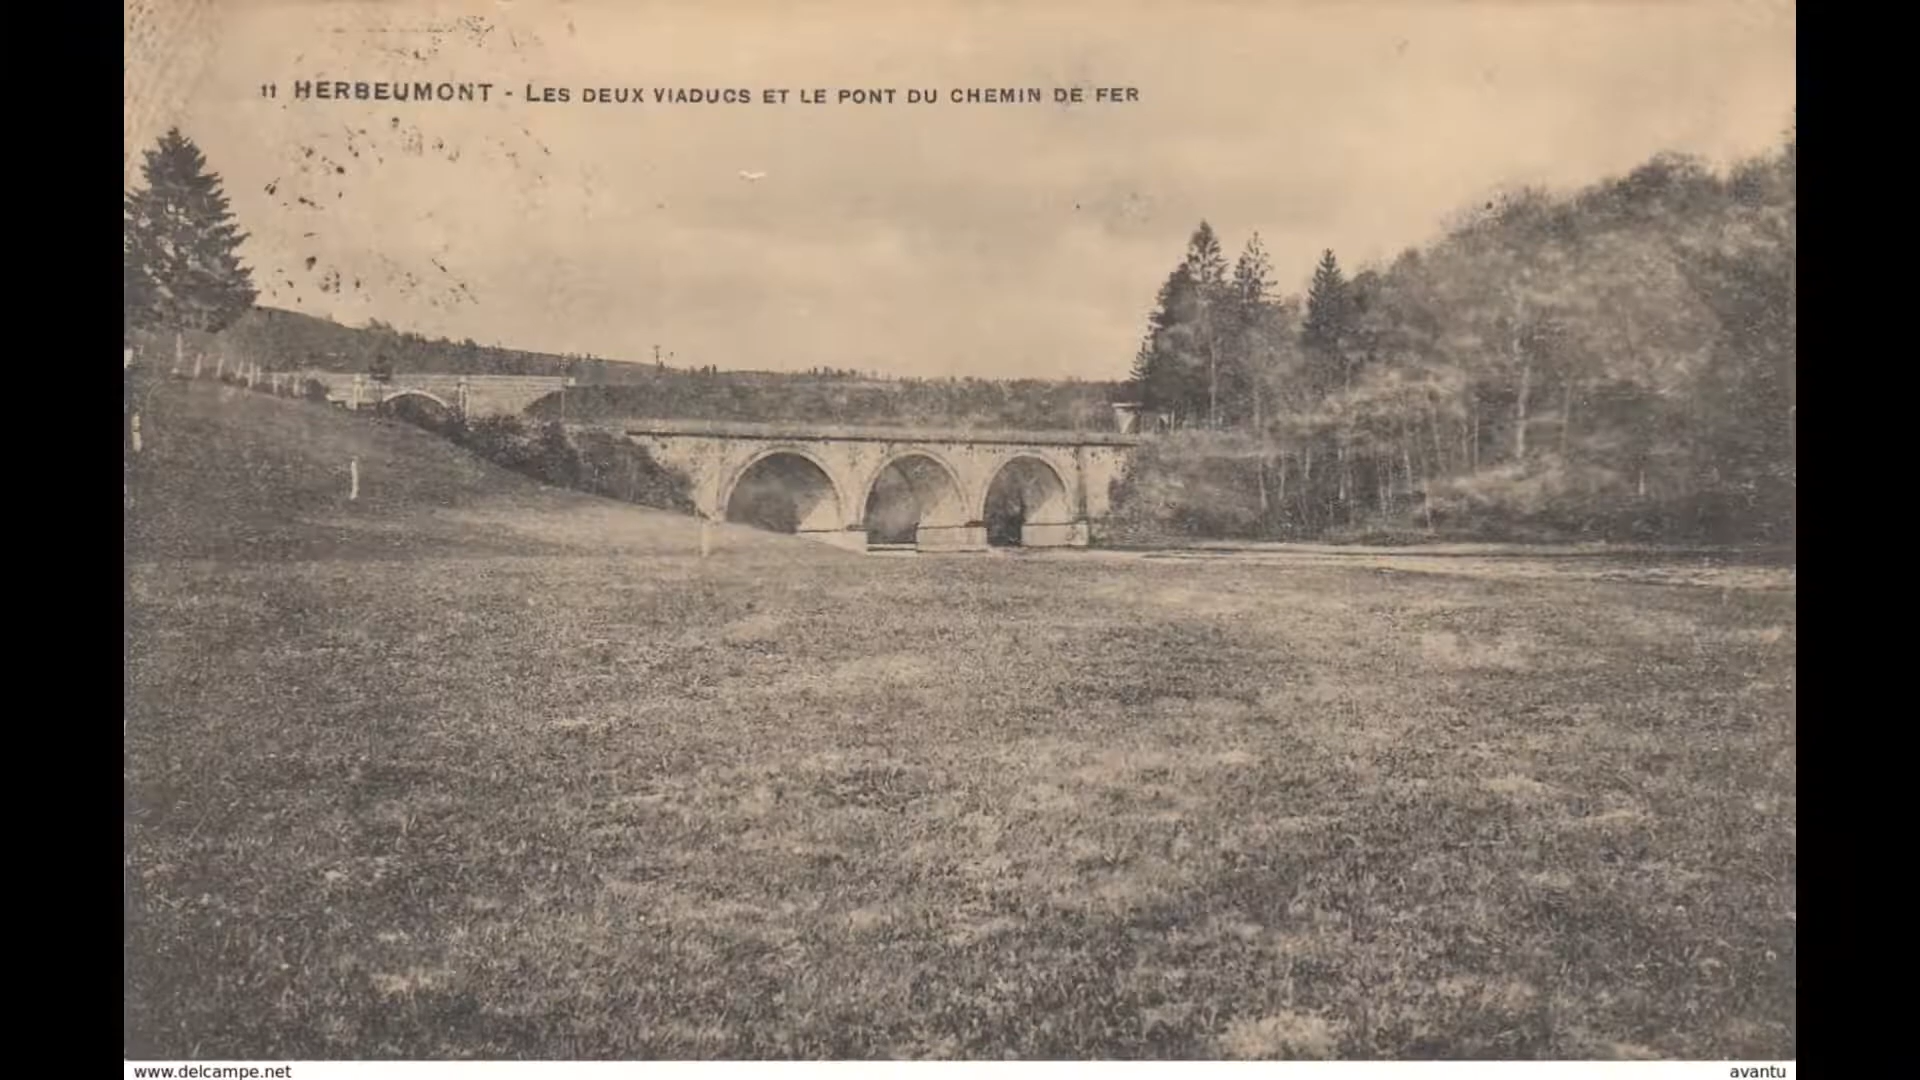 11 HERBEUMONT - LES DEUX VIADUCS ET LE PONT DU CHEMIN DE FER
www.delcampe.net
avantu